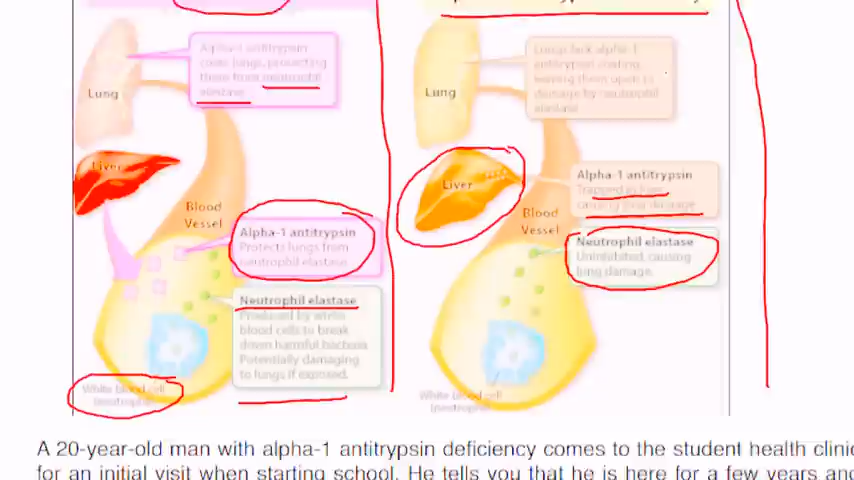 Alpha-1 antitrypsin
coats lungs, protecting
them from neutrophil
elastase
Lung
Liver
Blood
Vessel
Alpha-1 antitrypsin
Protects lungs from
neutrophil elastase
Neutrophil elastase
Produced by white
blood cells to break
down harmful bacteria
Potentially damaging
to lungs if exposed.
White blood cell
(neutrophil)
Lungs lack alpha-1
antitrypsin coating,
leaving them open to
damage by neutrophil
elastase
Lung
Liver
Alpha-1 antitrypsin
Trapped in liver,
causing liver damage
Blood
Vessel
Neutrophil elastase
Uninhibited, causing
lung damage.
White blood cell
(neutrophil)
A 20-year-old man with alpha-1 antitrypsin deficiency comes to the student health clinic
for an initial visit when starting school. He tells you that he is here for a few years and